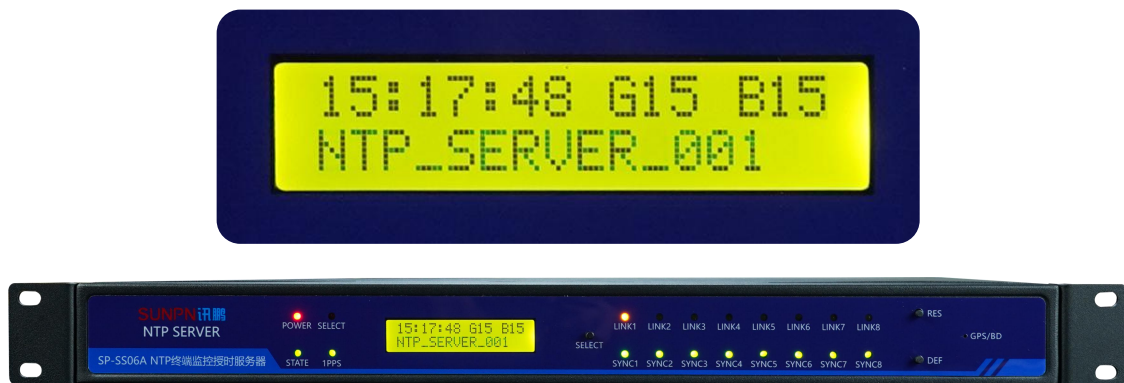 15:17:48 G15 B15
NTP_SERVER_001
SUNPN讯鹏
NTP SERVER
SP-SS06A NTP终端监控授时服务器
POWER SELECT
STATE 1PPS
15:17:48 G15 B15
NTP_SERVER_001
SELECT
LINK1 LINK2 LINK3 LINK4 LINK5 LINK6 LINK7 LINK8
SYNC1 SYNC2 SYNC3 SYNC4 SYNC5 SYNC6 SYNC7 SYNC8
RES
DEF
GPS/BD